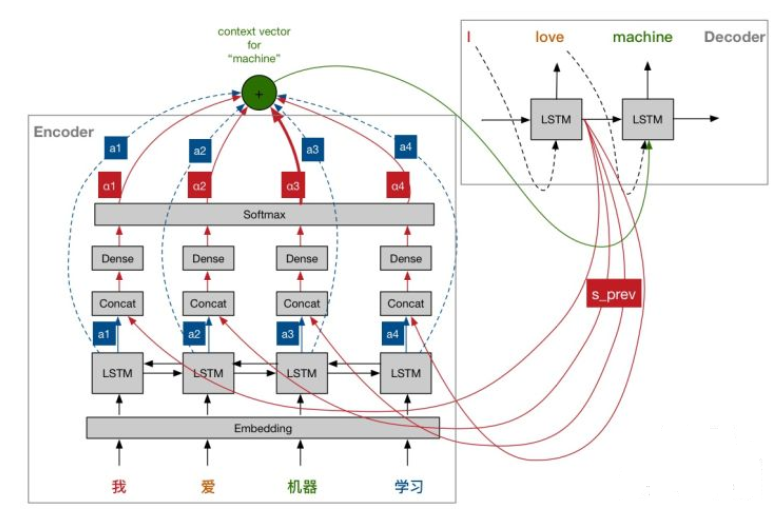 context vector
for
"machine"
I love machine Decoder
LSTM LSTM
Encoder
a1 a2 a3 a4
α1 α2 α3 α4
Softmax
Dense Dense Dense Dense
s_prev
Concat Concat Concat Concat
a1 a2 a3 a4
LSTM LSTM LSTM LSTM
Embedding
我 爱 机器 学习
+